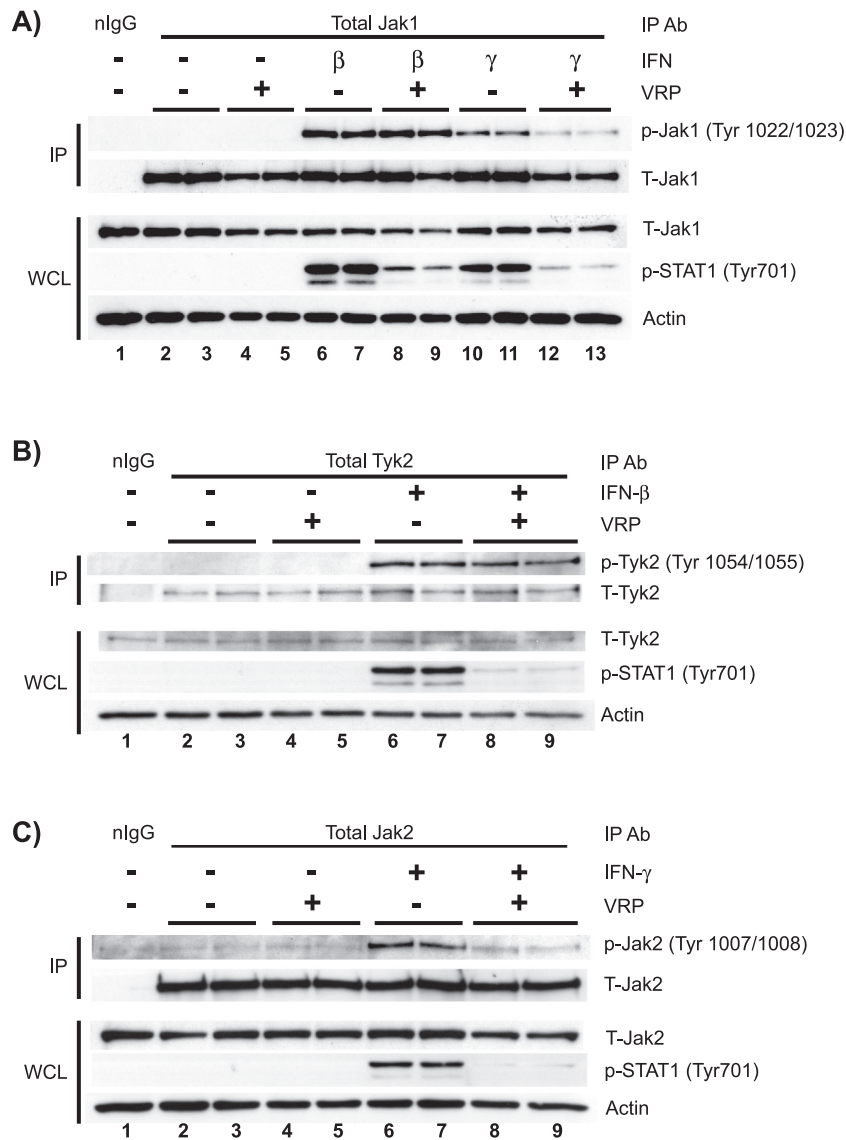 A)
nIgG Total Jak1 IP Ab
- - - β β γ γ IFN
- - + - + - + VRP
IP
p-Jak1 (Tyr 1022/1023)
T-Jak1
WCL
T-Jak1
p-STAT1 (Tyr701)
Actin
1 2 3 4 5 6 7 8 9 10 11 12 13
B)
nIgG Total Tyk2 IP Ab
- - - + + IFN-β
- - + - + VRP
IP
p-Tyk2 (Tyr 1054/1055)
T-Tyk2
WCL
T-Tyk2
p-STAT1 (Tyr701)
Actin
1 2 3 4 5 6 7 8 9
C)
nIgG Total Jak2 IP Ab
- - - + + IFN-γ
- - + - + VRP
IP
p-Jak2 (Tyr 1007/1008)
T-Jak2
WCL
T-Jak2
p-STAT1 (Tyr701)
Actin
1 2 3 4 5 6 7 8 9